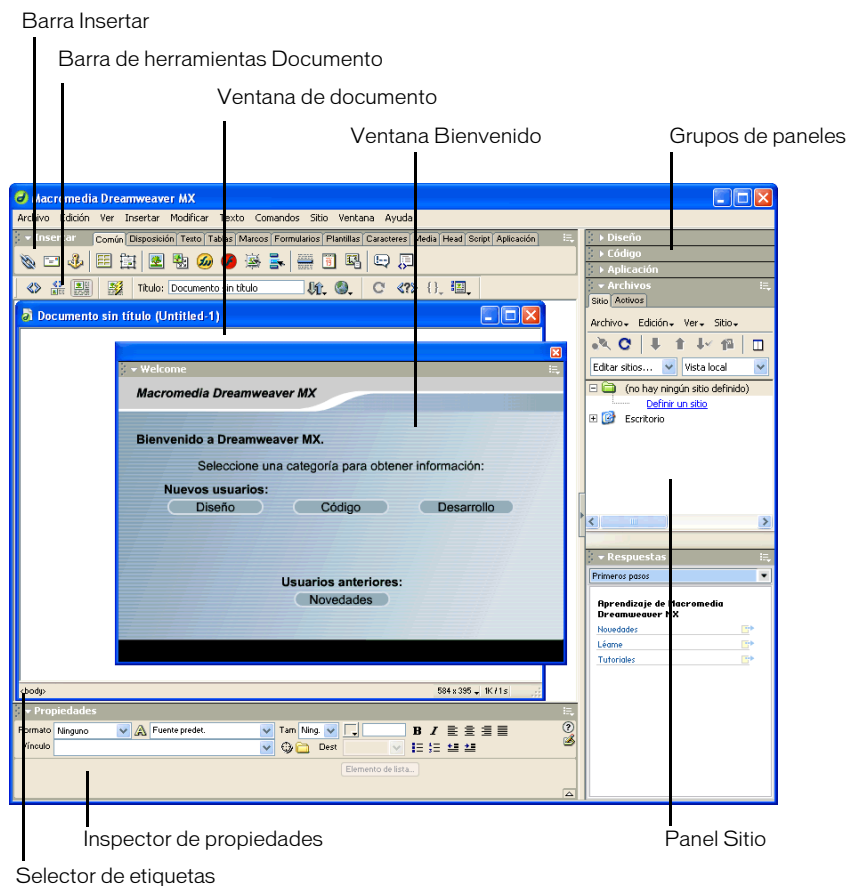 Barra Insertar
Barra de herramientas Documento
Ventana de documento
Ventana Bienvenido
Grupos de paneles
Macromedia Dreamweaver MX
Archivo Edición Ver Insertar Modificar Texto Comandos Sitio Ventana Ayuda
Insertar Común Disposición Texto Tablas Marcos Formularios Plantillas Caracteres Media Head Script Aplicación
Título: Documento sin título
Diseño
Código
Aplicación
Archivos
Sitio Activos
Archivo Edición Ver Sitio
Editar sitios... Vista local
(no hay ningún sitio definido)
Definir un sitio
Escritorio
Documento sin título (Untitled-1)
Welcome
Macromedia Dreamweaver MX
Bienvenido a Dreamweaver MX.
Seleccione una categoría para obtener información:
Nuevos usuarios:
Diseño Código Desarrollo
Usuarios anteriores:
Novedades
<body> 584 x 395 1K / 1 s
Respuestas
Primeros pasos
Aprendizaje de Macromedia
Dreamweaver MX
Novedades
Léame
Tutoriales
Propiedades
Formato Ninguno A Fuente predet. Tam Ning. B I
Vínculo Dest
Elemento de lista...
Inspector de propiedades
Panel Sitio
Selector de etiquetas